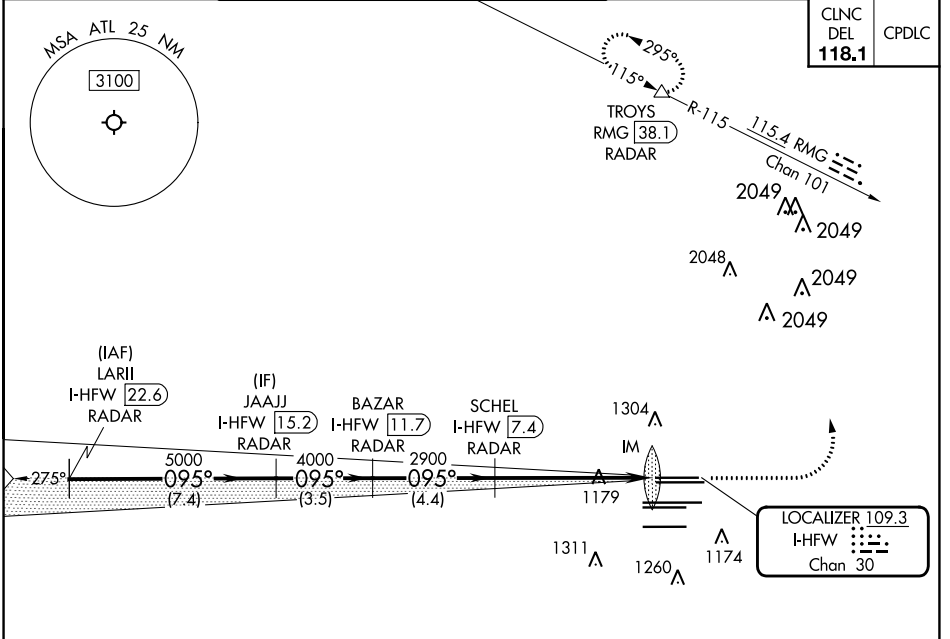 MSA ATL 25 NM
3100
CLNC
DEL
118.1
CPDLC
295°
115°
TROYS
RMG 38.1
RADAR
R-115
115.4 RMG
Chan 101
2049
2049
2048
2049
2049
(IAF)
LARII
I-HFW 22.6
RADAR
(IF)
JAAJJ
I-HFW 15.2
RADAR
BAZAR
I-HFW 11.7
RADAR
SCHEL
I-HFW 7.4
RADAR
1304
IM
275°
5000
095°
(7.4)
4000
095°
(3.5)
2900
095°
(4.4)
1179
1311
1260
1174
LOCALIZER 109.3
I-HFW
Chan 30